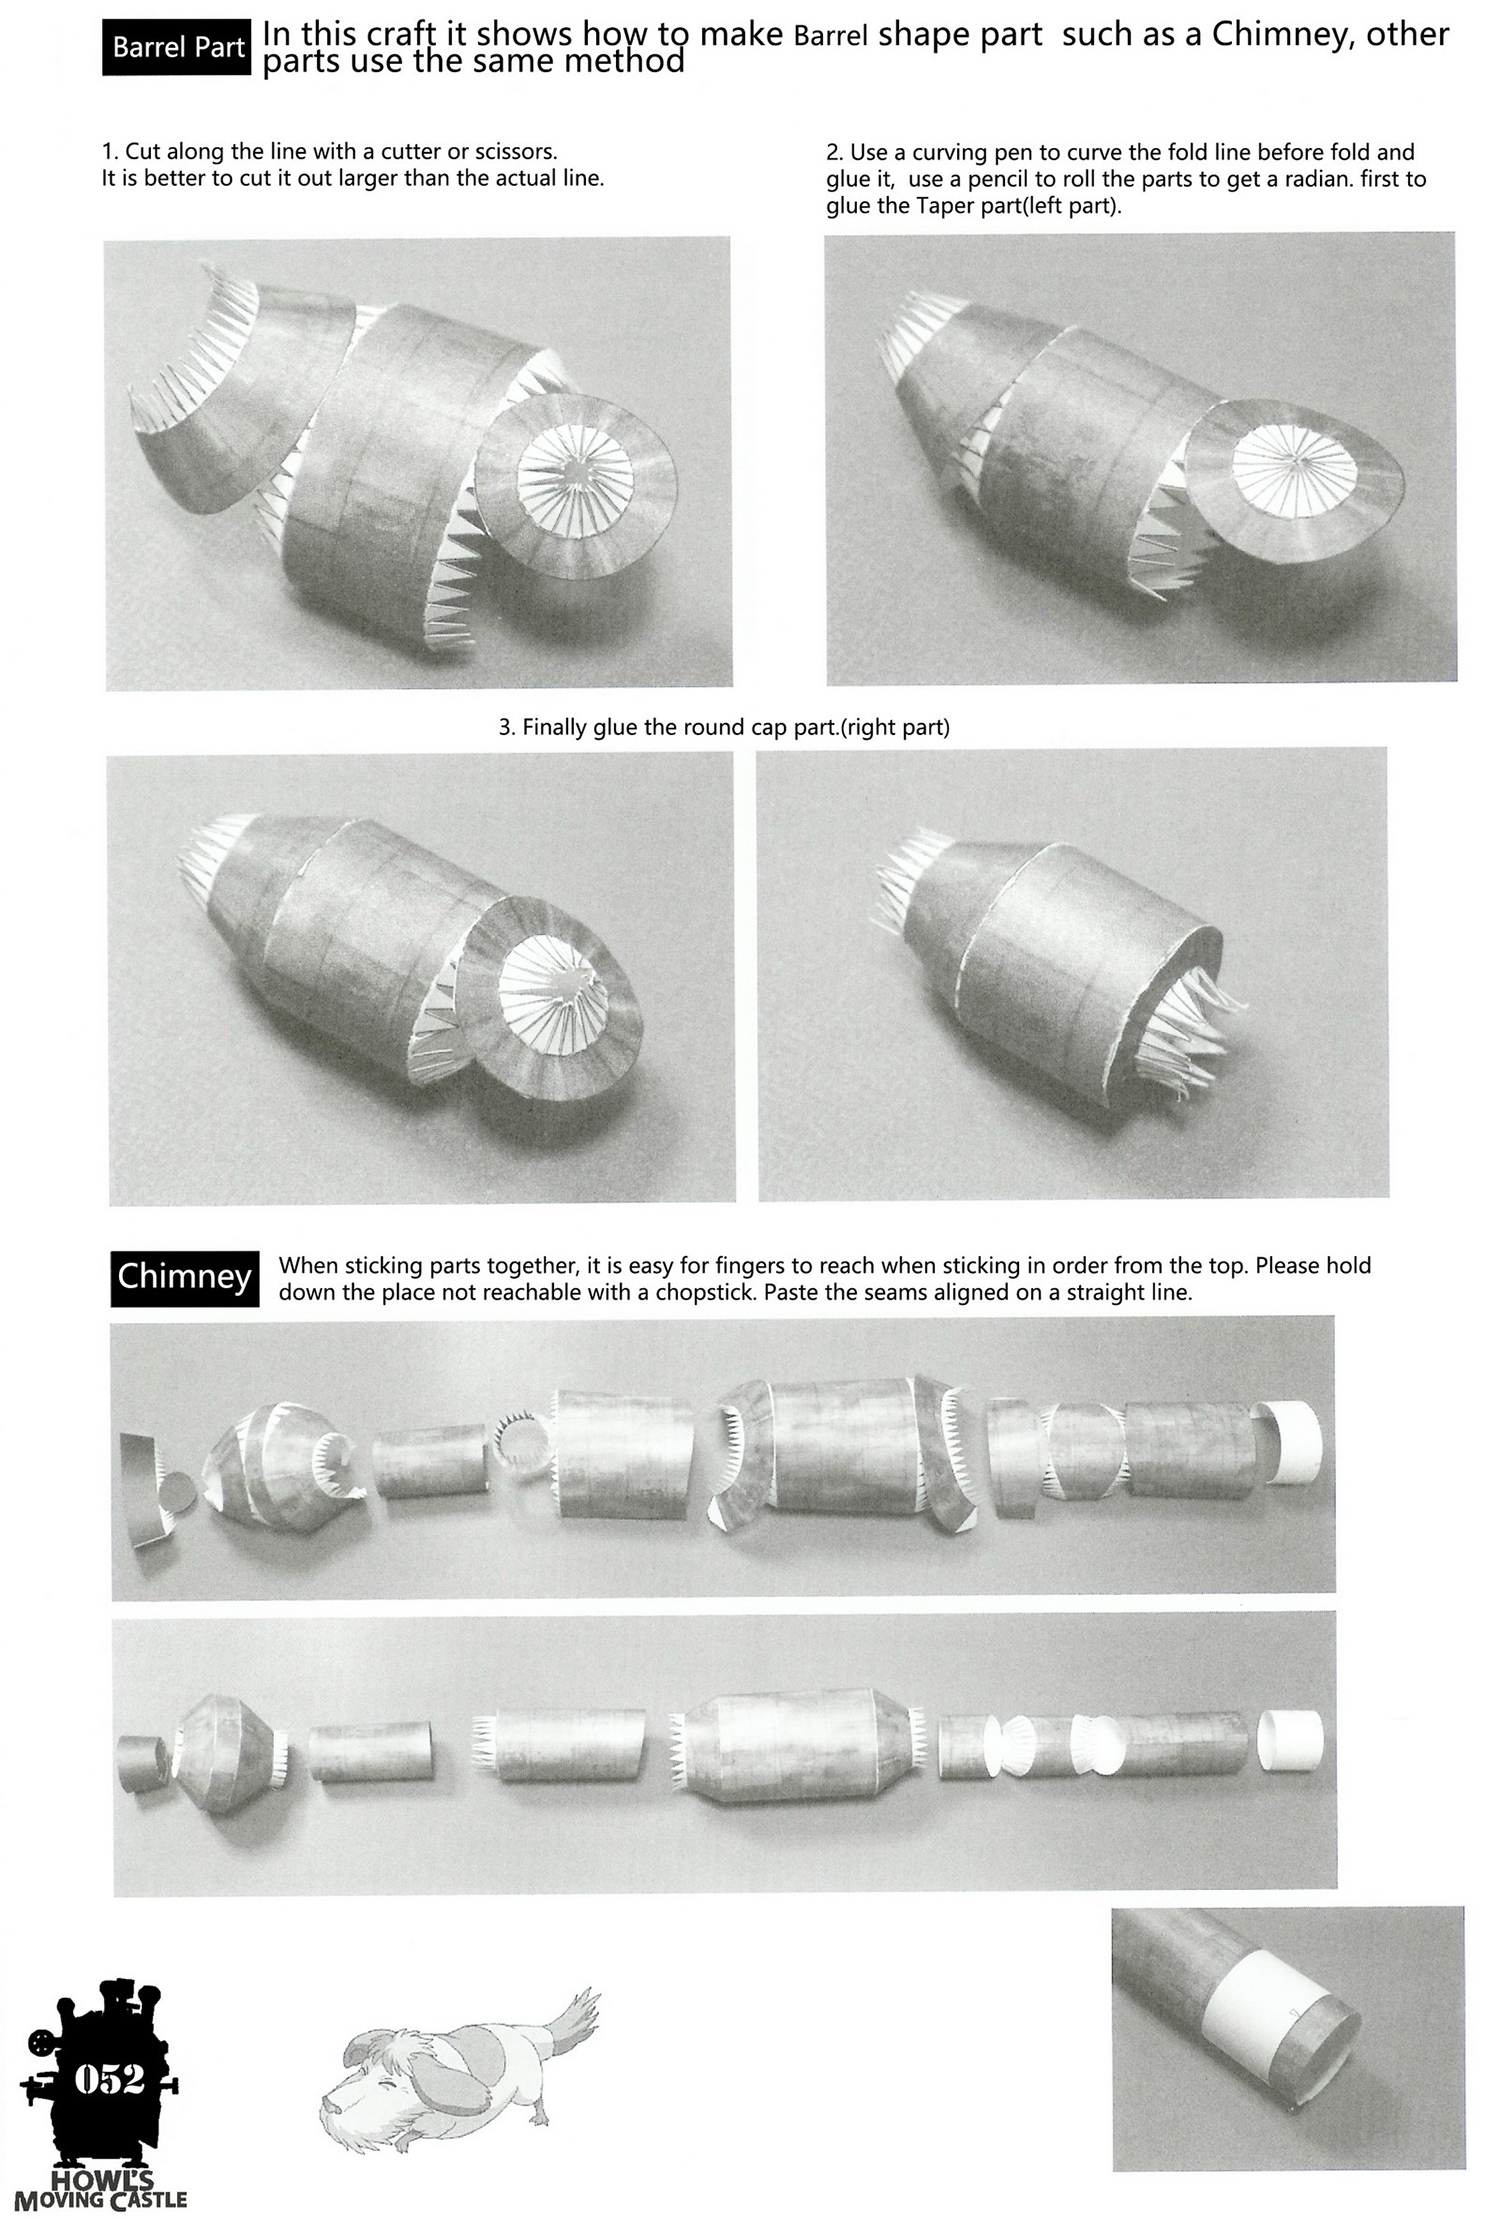 Barrel Part
In this craft it shows how to make Barrel shape part such as a Chimney, other
parts use the same method
1. Cut along the line with a cutter or scissors.
It is better to cut it out larger than the actual line.
2. Use a curving pen to curve the fold line before fold and
glue it, use a pencil to roll the parts to get a radian. first to
glue the Taper part(left part).
3. Finally glue the round cap part.(right part)
Chimney
When sticking parts together, it is easy for fingers to reach when sticking in order from the top. Please hold
down the place not reachable with a chopstick. Paste the seams aligned on a straight line.
052
HOWL'S
MOVING CASTLE